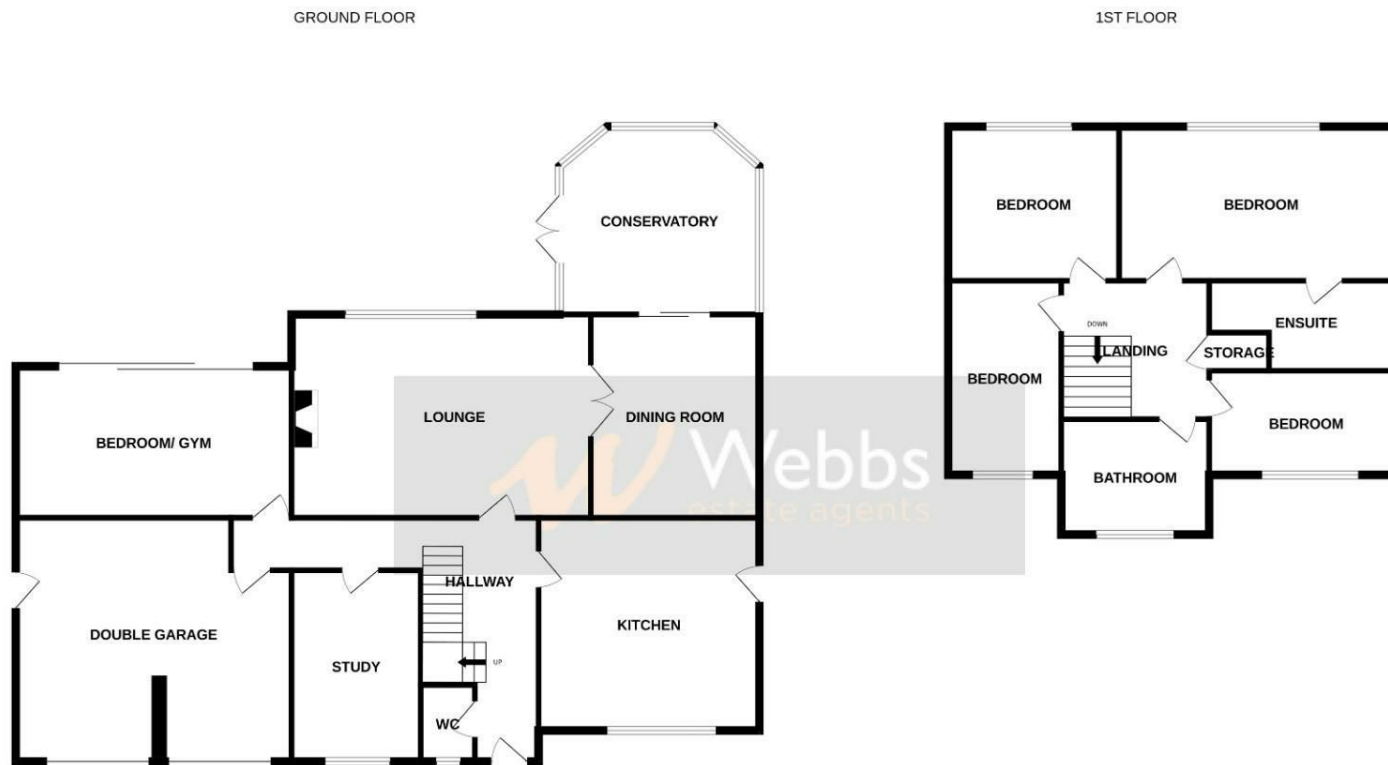 GROUND FLOOR
CONSERVATORY
LOUNGE
DINING ROOM
BEDROOM/ GYM
HALLWAY
KITCHEN
DOUBLE GARAGE
STUDY
UP
WC
Webbs
estate agents
1ST FLOOR
BEDROOM
BEDROOM
DOWN
ENSUITE
LANDING
STORAGE
BEDROOM
BEDROOM
BATHROOM